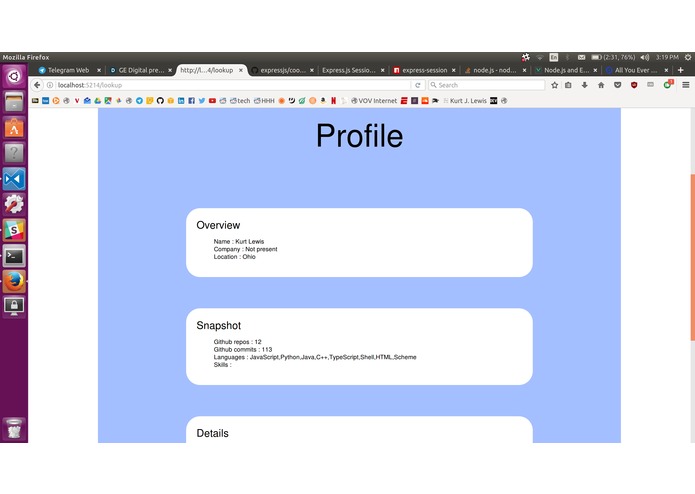 Mozilla Firefox
En
(2:31, 76%)
3:19 PM
Telegram Web
GE Digital pre...
http://l...4/lookup
expressjs/coo...
Express.js Sessio...
express-session
node.js - nod...
Node.js and E...
All You Ever ...
localhost:5214/lookup
Search
tech
HHH
VOV Internet
Kurt J. Lewis
Profile
Overview
Name : Kurt Lewis
Company : Not present
Location : Ohio
Snapshot
Github repos : 12
Github commits : 113
Languages : JavaScript,Python,Java,C++,TypeScript,Shell,HTML,Scheme
Skills :
Details